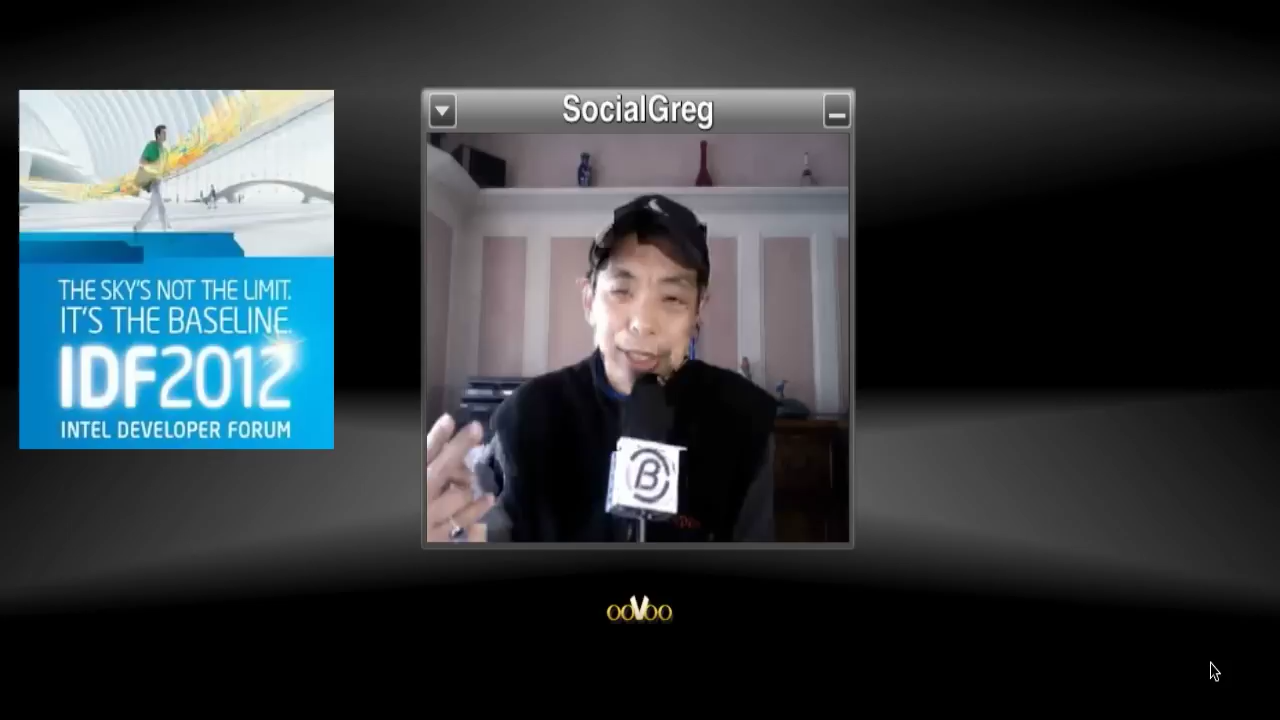 THE SKY'S NOT THE LIMIT.
IT'S THE BASELINE.
IDF2012
INTEL DEVELOPER FORUM
SocialGreg
B
ooVoo